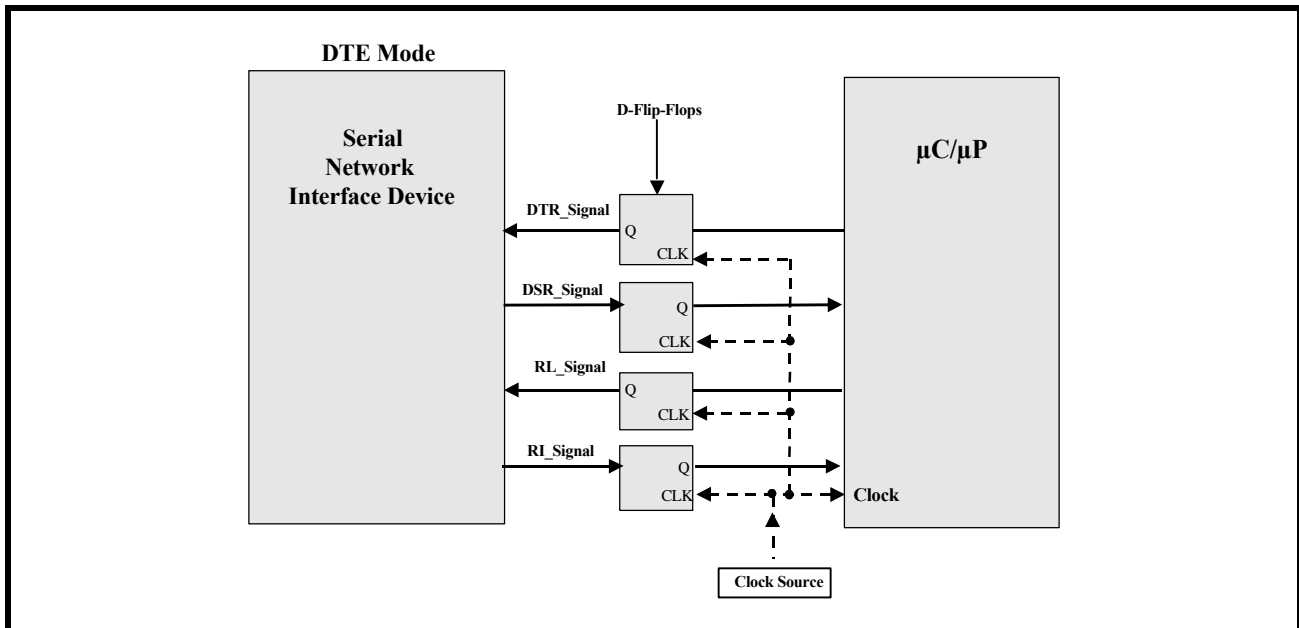 DTE Mode
Serial
Network
Interface Device
D-Flip-Flops
µC/µP
DTR_Signal
Q
CLK
DSR_Signal
Q
CLK
RL_Signal
Q
CLK
RI_Signal
Q
CLK
Clock
Clock Source